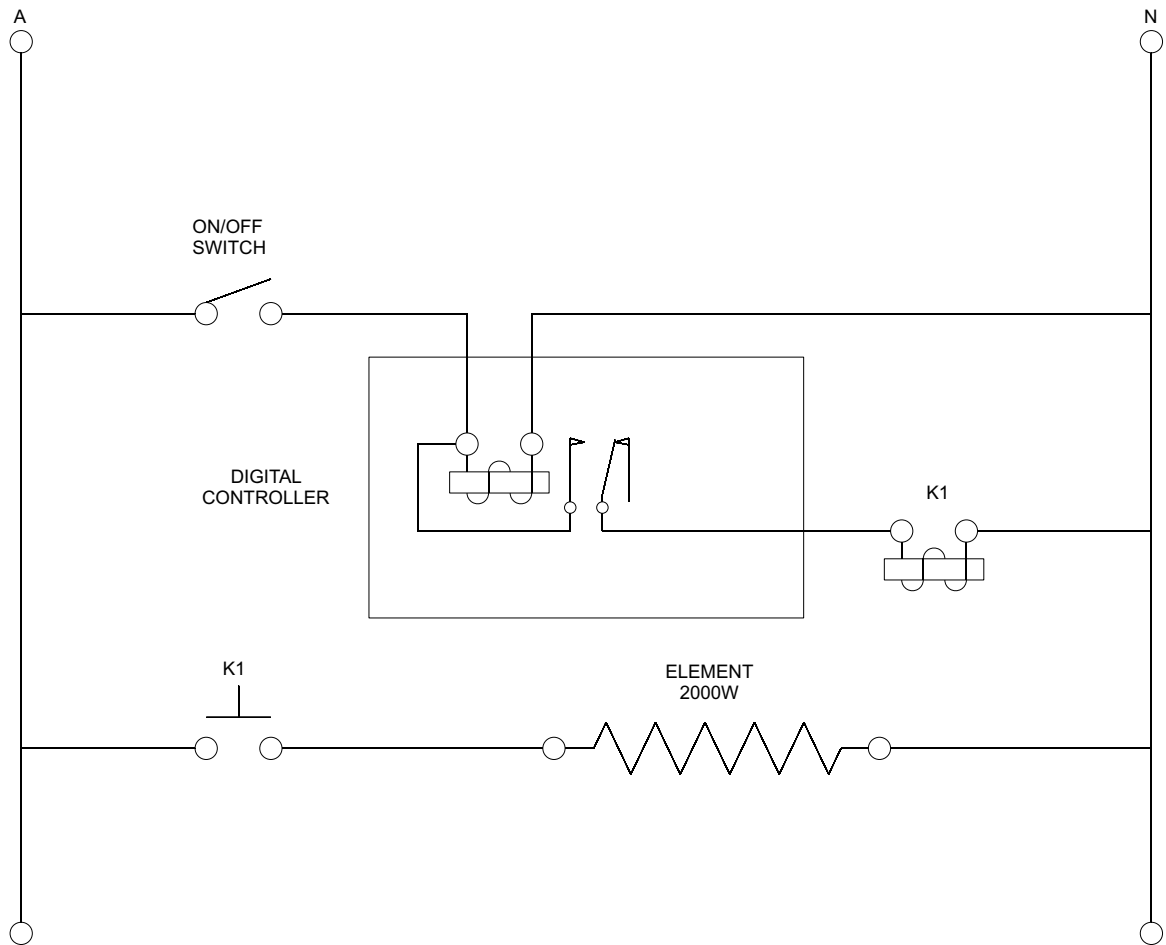 A
N
ON/OFF
SWITCH
DIGITAL
CONTROLLER
K1
K1
ELEMENT
2000W